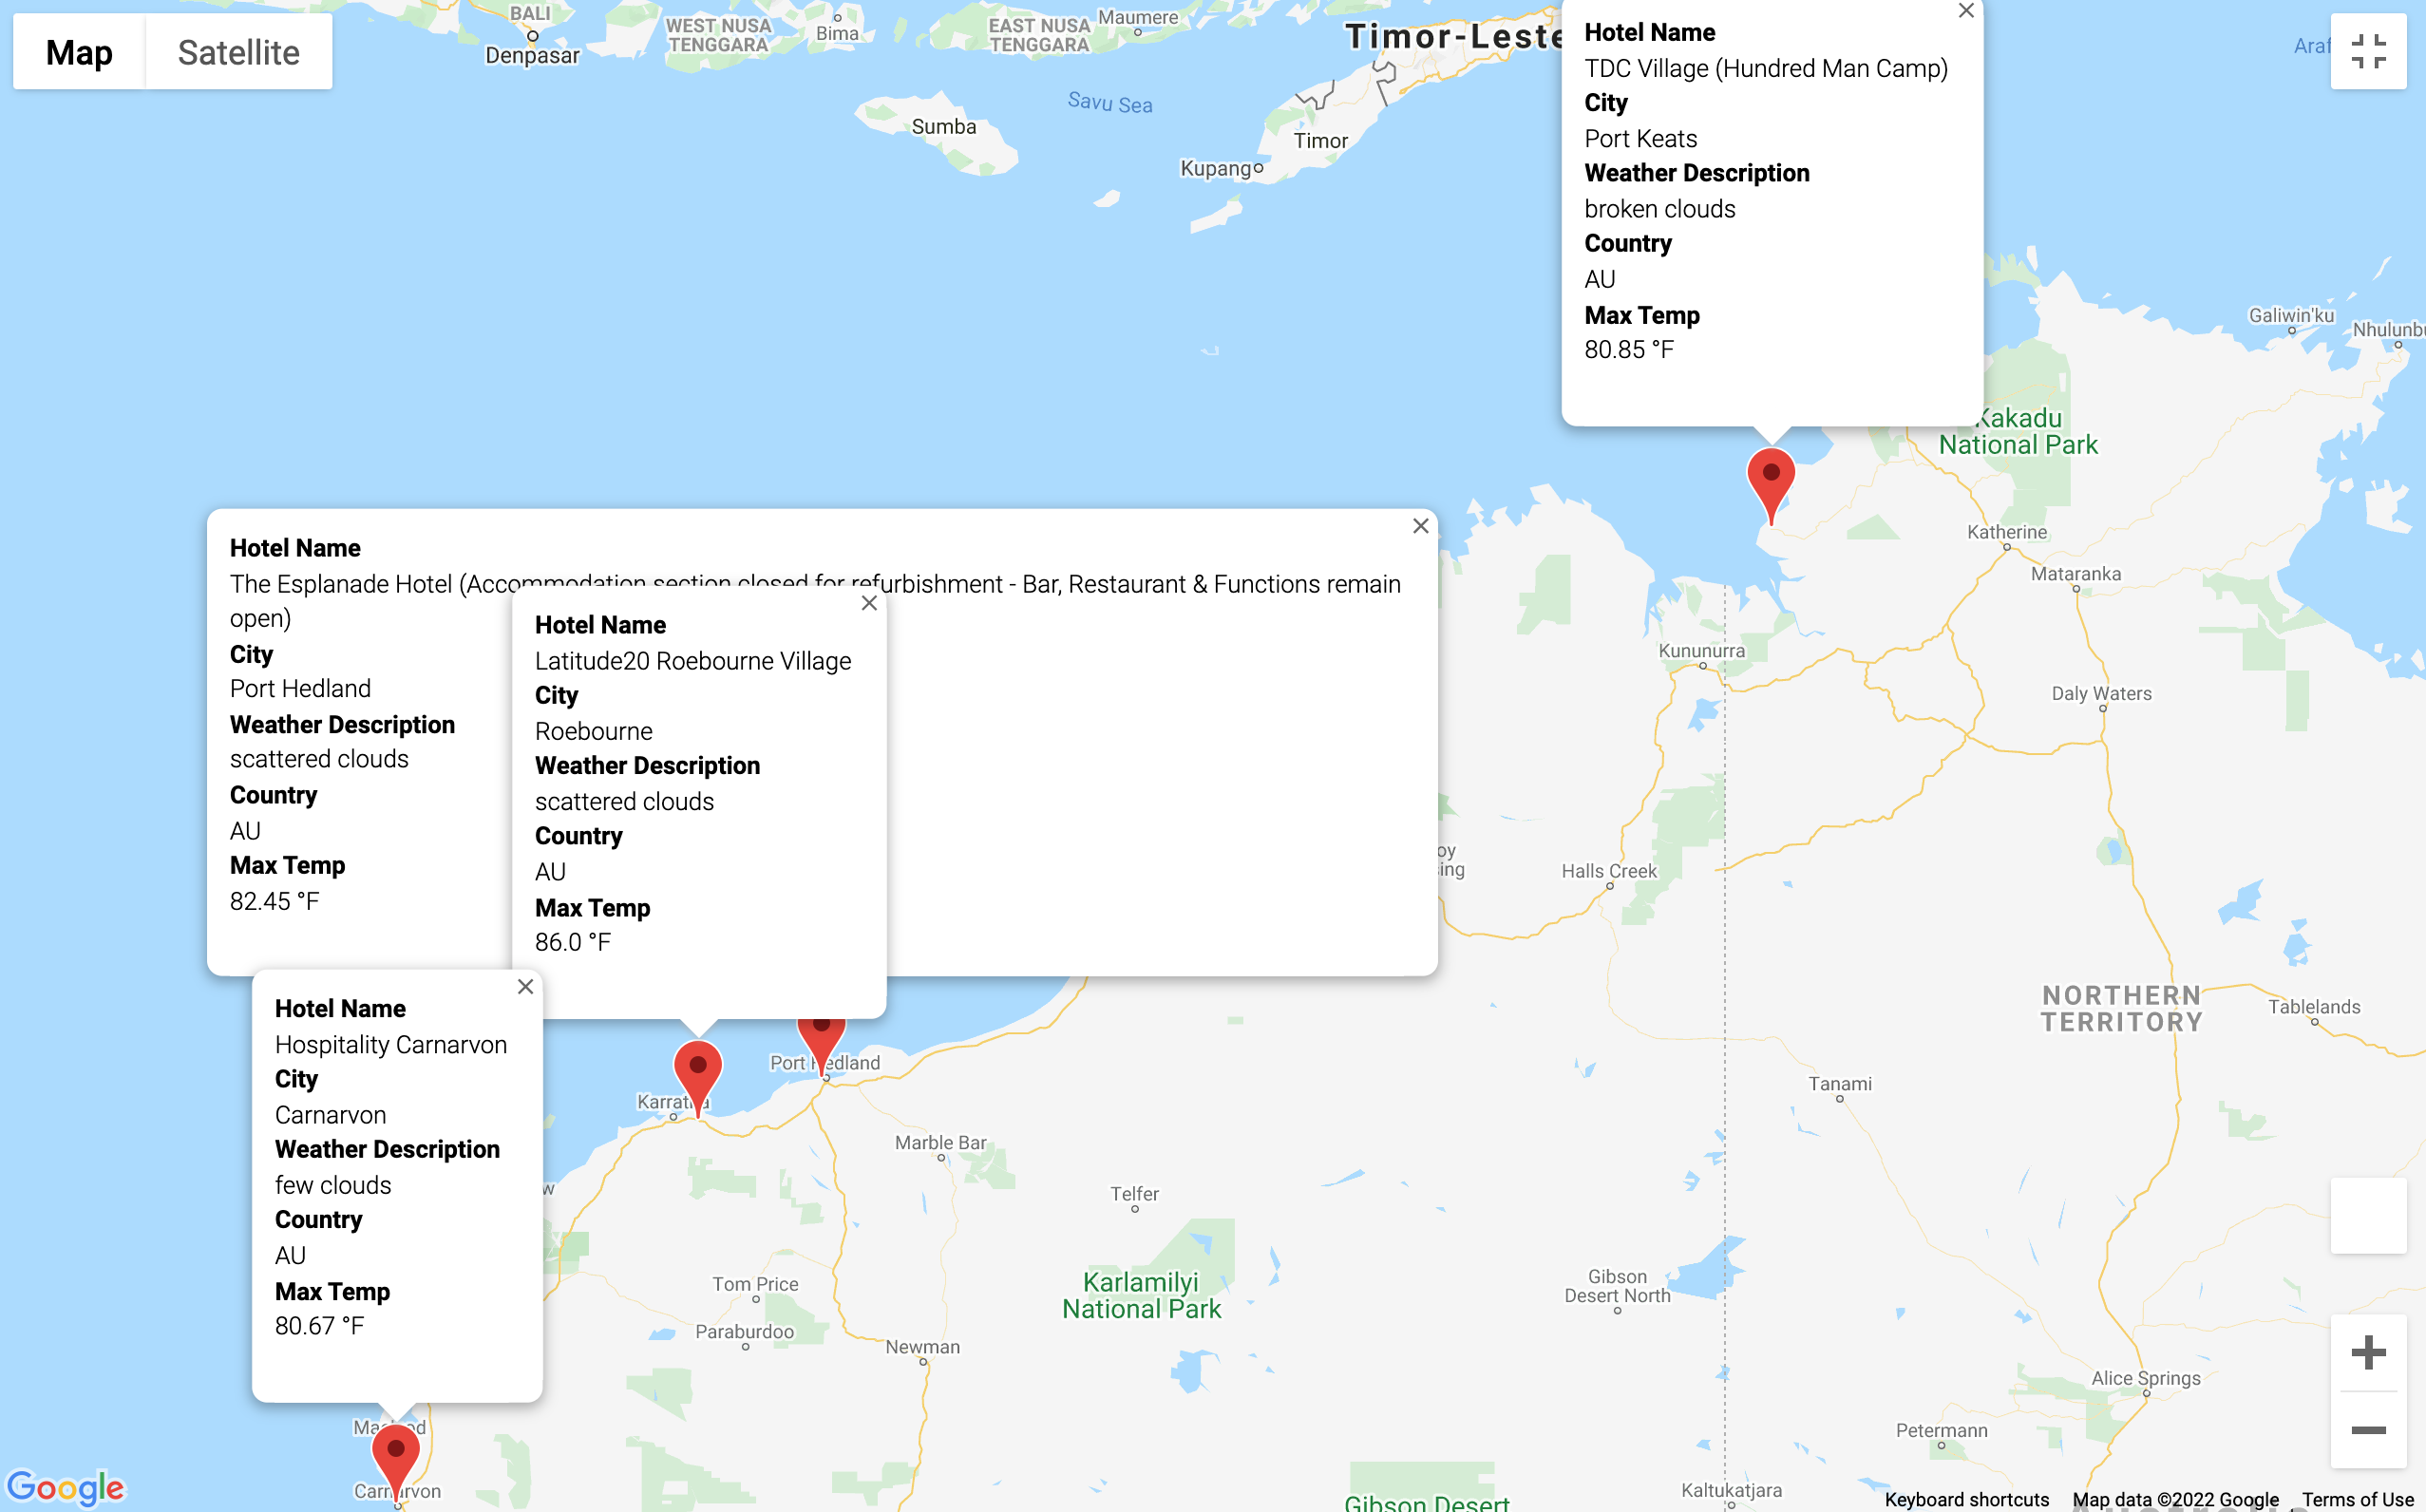 Map
Satellite
BALI
Denpasar
WEST NUSA
TENGGARA
Bima
EAST NUSA
TENGGARA
Maumere
Timor-Leste
Savu Sea
Sumba
Timor
Kupang
Hotel Name
TDC Village (Hundred Man Camp)
City
Port Keats
Weather Description
broken clouds
Country
AU
Max Temp
80.85 °F
Galiwin'ku
Kakadu
National Park
Katherine
Mataranka
Kununurra
Daly Waters
Halls Creek
Hotel Name
The Esplanade Hotel (Accommodation section closed for refurbishment - Bar, Restaurant & Functions remain
open)
City
Port Hedland
Weather Description
scattered clouds
Country
AU
Max Temp
82.45 °F
Hotel Name
Latitude20 Roebourne Village
City
Roebourne
Weather Description
scattered clouds
Country
AU
Max Temp
86.0 °F
Hotel Name
Hospitality Carnarvon
City
Carnarvon
Weather Description
few clouds
Country
AU
Max Temp
80.67 °F
NORTHERN
TERRITORY
Tablelands
Port Hedland
Karratha
Tanami
Marble Bar
Telfer
Tom Price
Karlamilyi
National Park
Gibson
Desert North
Paraburdoo
Newman
Alice Springs
Petermann
Carnarvon
Kaltukatjara
Gibson Desert
Google
Keyboard shortcuts
Map data ©2022 Google
Terms of Use